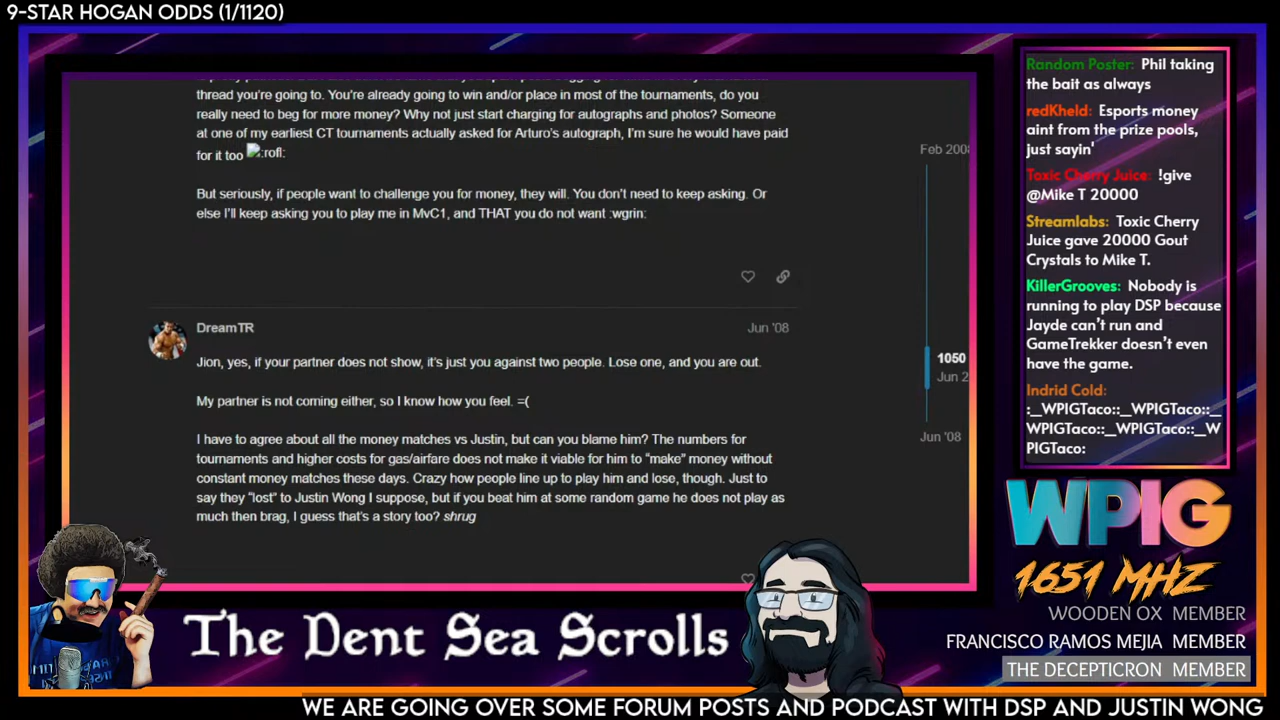 9-STAR HOGAN ODDS (1/1120)
thread you're going to. You're already going to win and/or place in most of the tournaments, do you
really need to beg for more money? Why not just start charging for autographs and photos? Someone
at one of my earliest CT tournaments actually asked for Arturo's autograph, I'm sure he would have paid
for it too :rofl:
But seriously, if people want to challenge you for money, they will. You don't need to keep asking. Or
else I'll keep asking you to play me in MvC1, and THAT you do not want :wgrin:
DreamTR
Jun '08
Jion, yes, if your partner does not show, it's just you against two people. Lose one, and you are out.
My partner is not coming either, so I know how you feel. =(
I have to agree about all the money matches vs Justin, but can you blame him? The numbers for
tournaments and higher costs for gas/airfare does not make it viable for him to "make" money without
constant money matches these days. Crazy how people line up to play him and lose, though. Just to
say they "lost" to Justin Wong I suppose, but if you beat him at some random game he does not play as
much then brag, I guess that's a story too? shrug
Feb 2008
1050
Jun 2
Jun '08
Random Poster: Phil taking
the bait as always
redKheld: Esports money
aint from the prize pools,
just sayin'
Toxic Cherry Juice: !give
@Mike T 20000
Streamlabs: Toxic Cherry
Juice gave 20000 Gout
Crystals to Mike T.
KillerGrooves: Nobody is
running to play DSP because
Jayde can't run and
GameTrekker doesn't even
have the game.
Indrid Cold:
:_WPIGTaco::_WPIGTaco::_
WPIGTaco::_WPIGTaco::_W
PIGTaco:
WPIG
1651 MHZ
WOODEN OX MEMBER
FRANCISCO RAMOS MEJIA MEMBER
THE DECEPTICRON MEMBER
The Dent Sea Scrolls
WE ARE GOING OVER SOME FORUM POSTS AND PODCAST WITH DSP AND JUSTIN WONG